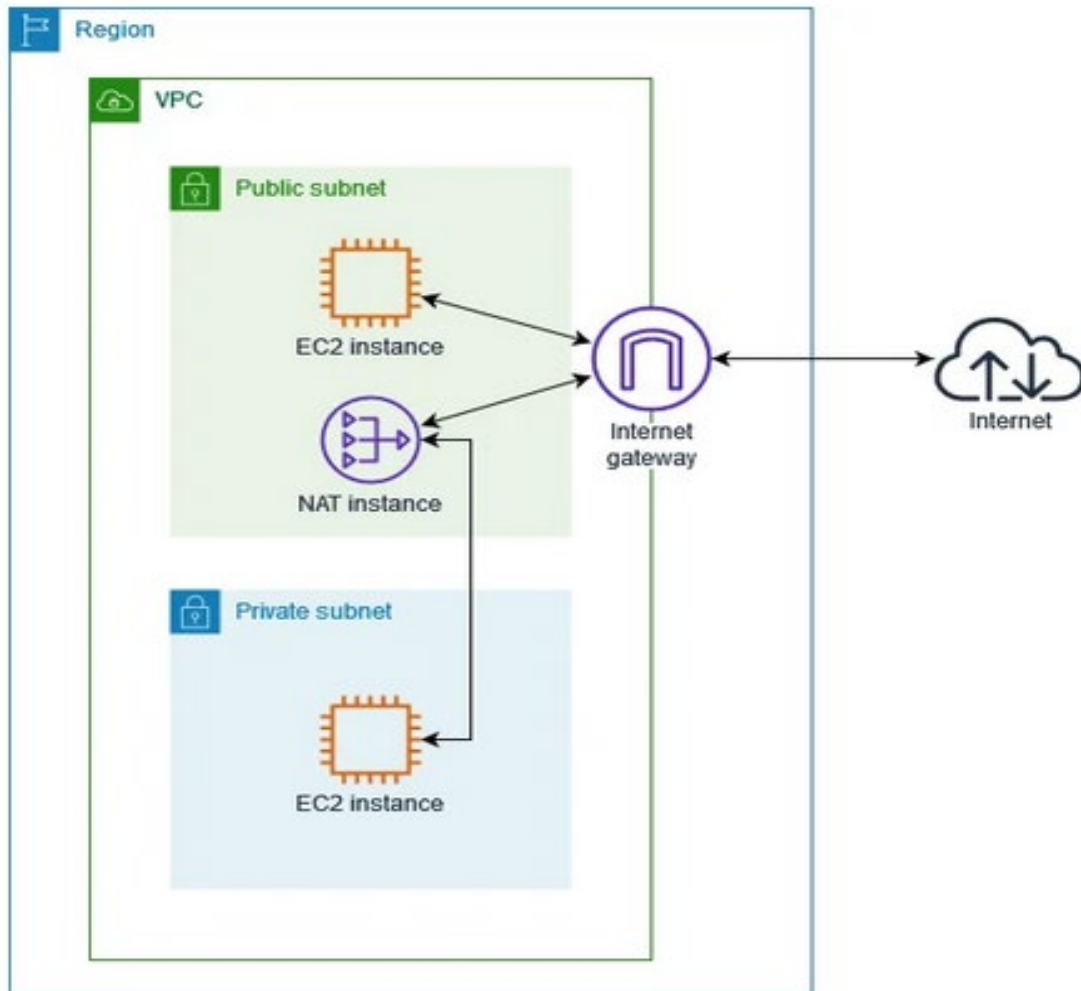 Region
VPC
Public subnet
EC2 instance
NAT instance
Internet
gateway
Internet
Private subnet
EC2 instance